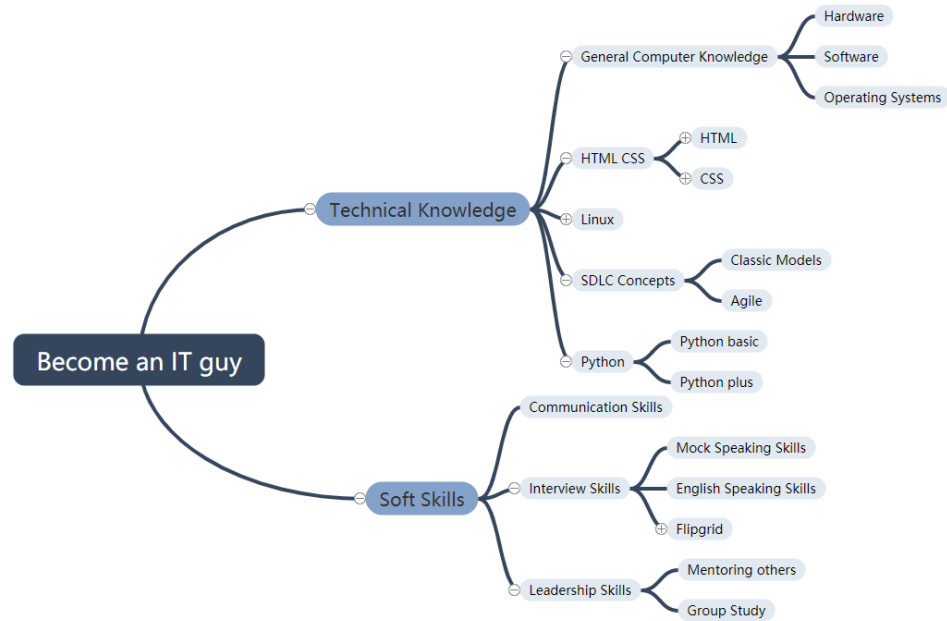 Become an IT guy
Technical Knowledge
General Computer Knowledge
Hardware
Software
Operating Systems
HTML CSS
HTML
CSS
Linux
SDLC Concepts
Classic Models
Agile
Python
Python basic
Python plus
Soft Skills
Communication Skills
Interview Skills
Mock Speaking Skills
English Speaking Skills
Flipgrid
Leadership Skills
Mentoring others
Group Study